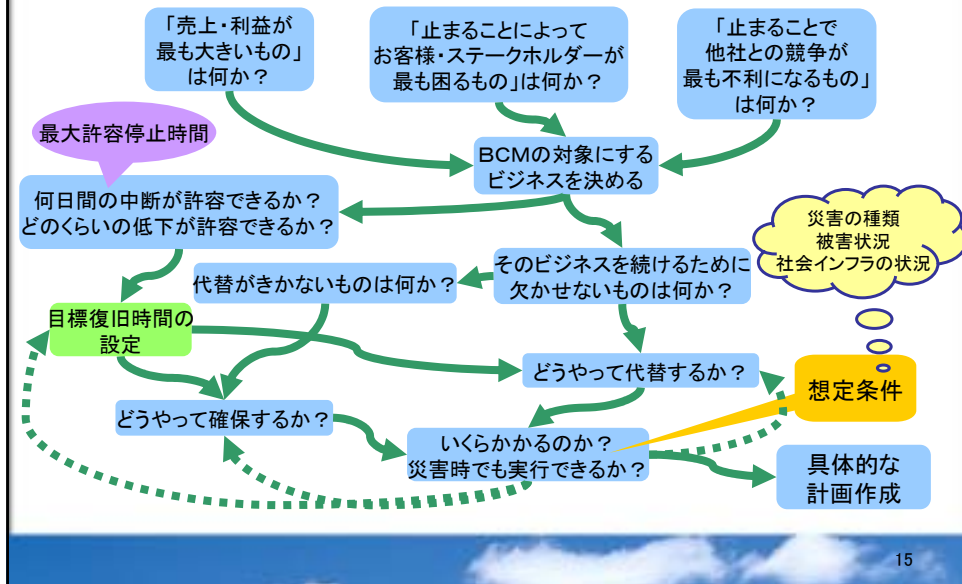 「売上・利益が
最も大きいもの」
は何か？
「止まることによって
お客様・ステークホルダーが
最も困るもの」は何か？
「止まることで
他社との競争が
最も不利になるもの」
は何か？
最大許容停止時間
ＢＣＭの対象にする
ビジネスを決める
何日間の中断が許容できるか？
どのくらいの低下が許容できるか？
災害の種類
被害状況
社会インフラの状況
代替がきかないものは何か？
そのビジネスを続けるために
欠かせないものは何か？
目標復旧時間の
設定
どうやって代替するか？
想定条件
どうやって確保するか？
いくらかかるのか？
災害時でも実行できるか？
具体的な
計画作成
15